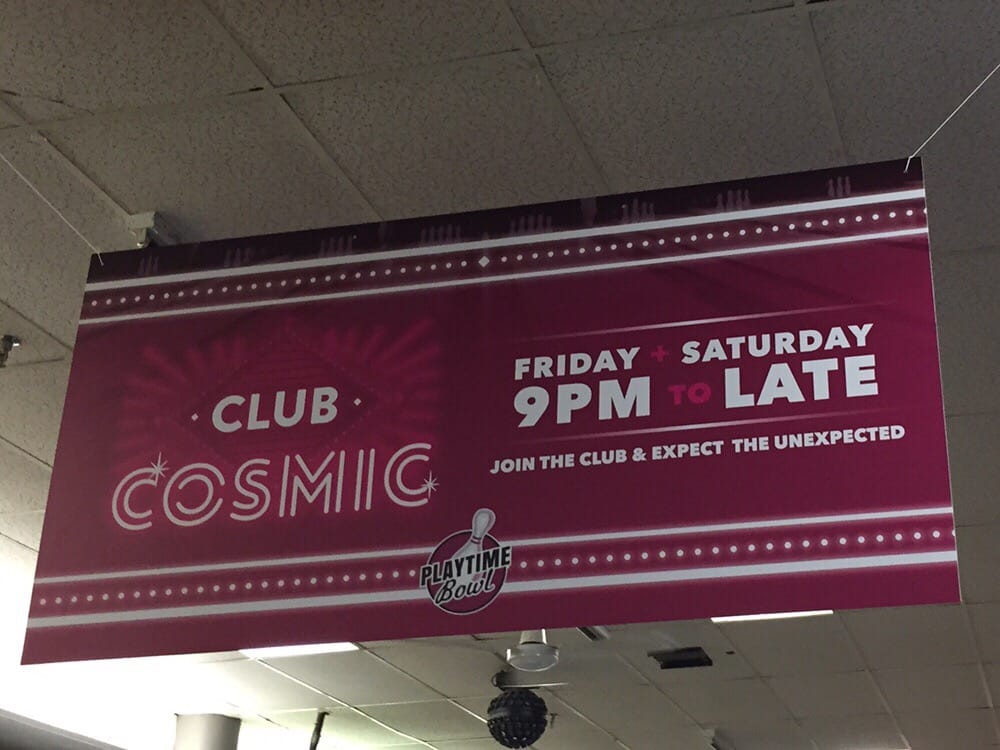 CLUB
COSMIC
FRIDAY + SATURDAY
9PM TO LATE
JOIN THE CLUB & EXPECT THE UNEXPECTED
PLAYTIME
Bowl